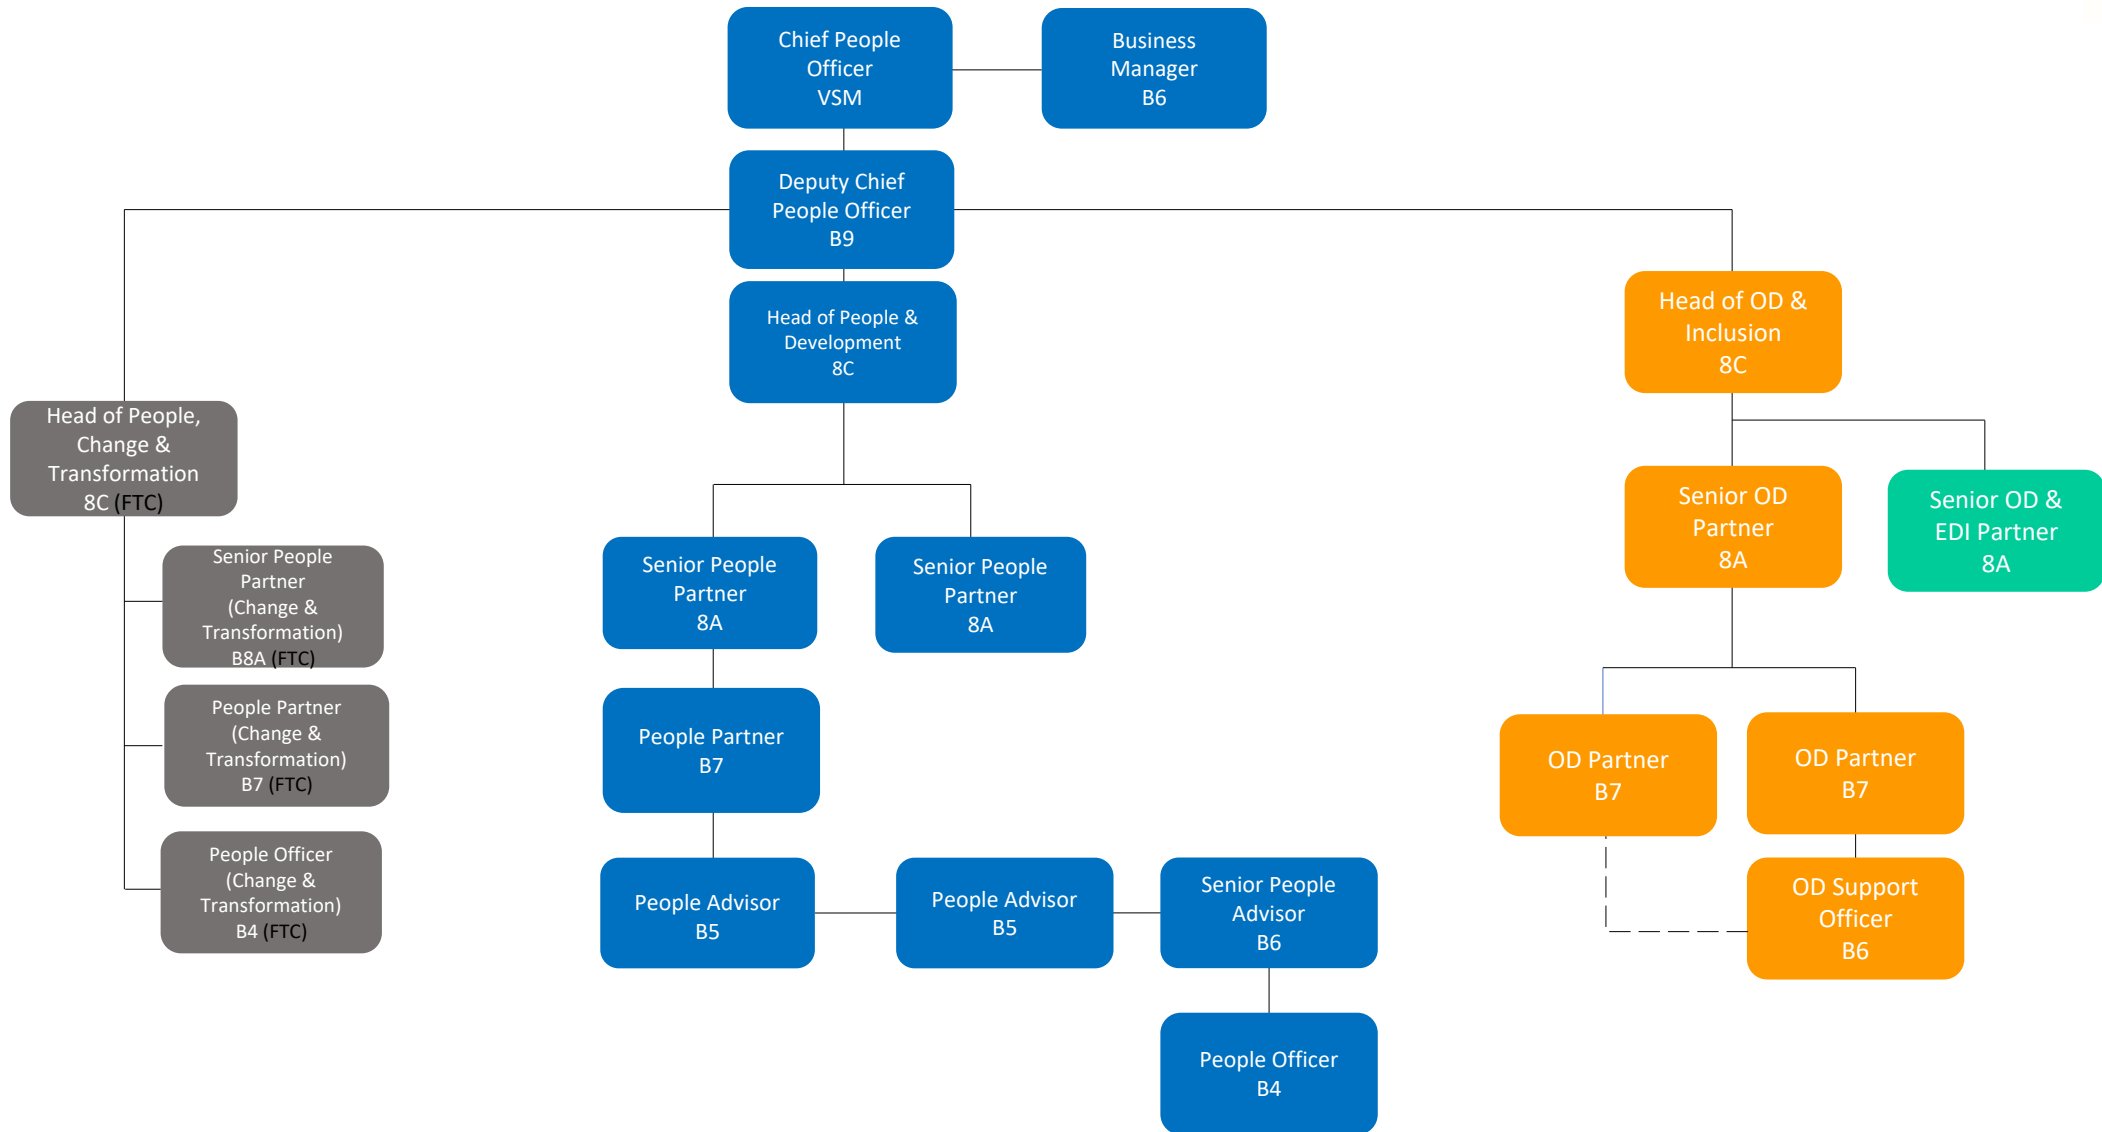 Chief People
Officer
VSM
Business
Manager
B6
Deputy Chief
People Officer
B9
Head of People &
Development
8C
Head of OD &
Inclusion
8C
Head of People,
Change &
Transformation
8C (FTC)
Senior People
Partner
(Change &
Transformation)
B8A (FTC)
People Partner
(Change &
Transformation)
B7 (FTC)
People Officer
(Change &
Transformation)
B4 (FTC)
Senior People
Partner
8A
Senior People
Partner
8A
People Partner
B7
People Advisor
B5
People Advisor
B5
Senior People
Advisor
B6
People Officer
B4
Senior OD
Partner
8A
Senior OD &
EDI Partner
8A
OD Partner
B7
OD Partner
B7
OD Support
Officer
B6